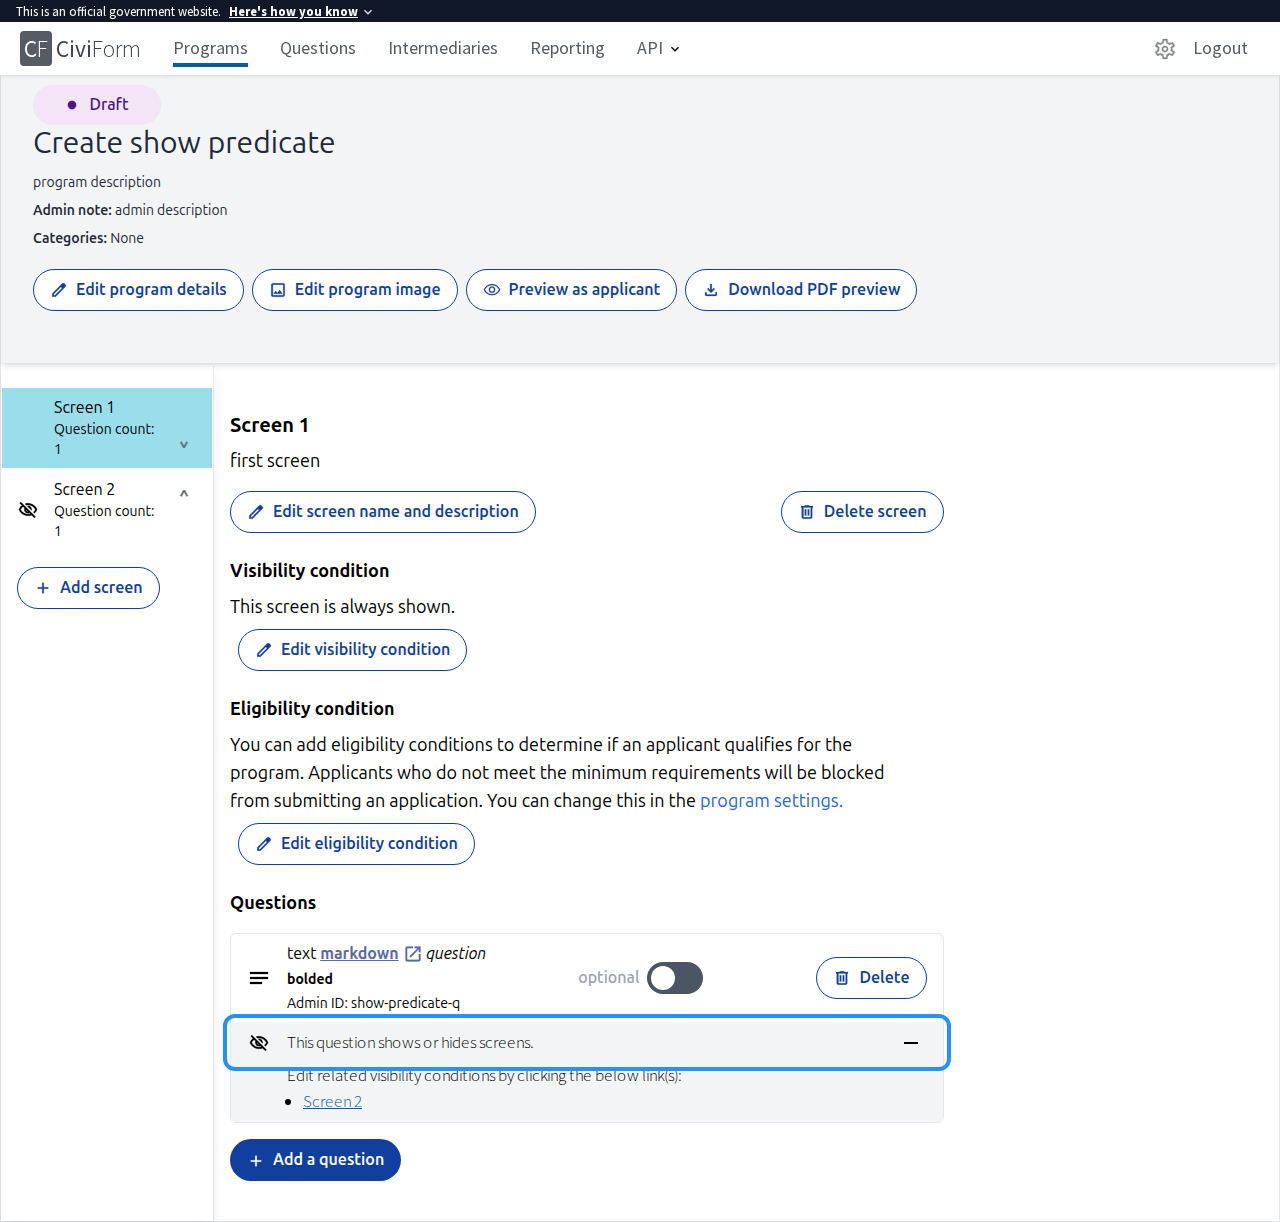 This is an official government website. Here's how you know
CF CiviForm Programs Questions Intermediaries Reporting API Logout
Draft
Create show predicate
program description
Admin note: admin description
Categories: None
Edit program details Edit program image Preview as applicant Download PDF preview
Screen 1
Question count:
1
Screen 2
Question count:
1
Add screen
Screen 1
first screen
Edit screen name and description Delete screen
Visibility condition
This screen is always shown.
Edit visibility condition
Eligibility condition
You can add eligibility conditions to determine if an applicant qualifies for the
program. Applicants who do not meet the minimum requirements will be blocked
from submitting an application. You can change this in the program settings.
Edit eligibility condition
Questions
text markdown question
bolded
Admin ID: show-predicate-q
optional
Delete
This question shows or hides screens.
Edit related visibility conditions by clicking the below link(s):
Screen 2
Add a question